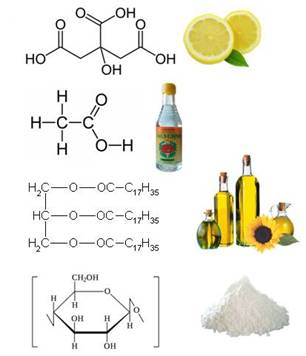 O OH
O O
HO OH OH
H O
H–C–C
H O–H
H₂C—O—OC—C₁₇H₃₅
HC—O—OC—C₁₇H₃₅
H₂C—O—OC—C₁₇H₃₅
CH₂OH
H O
H H
OH H O
H OH